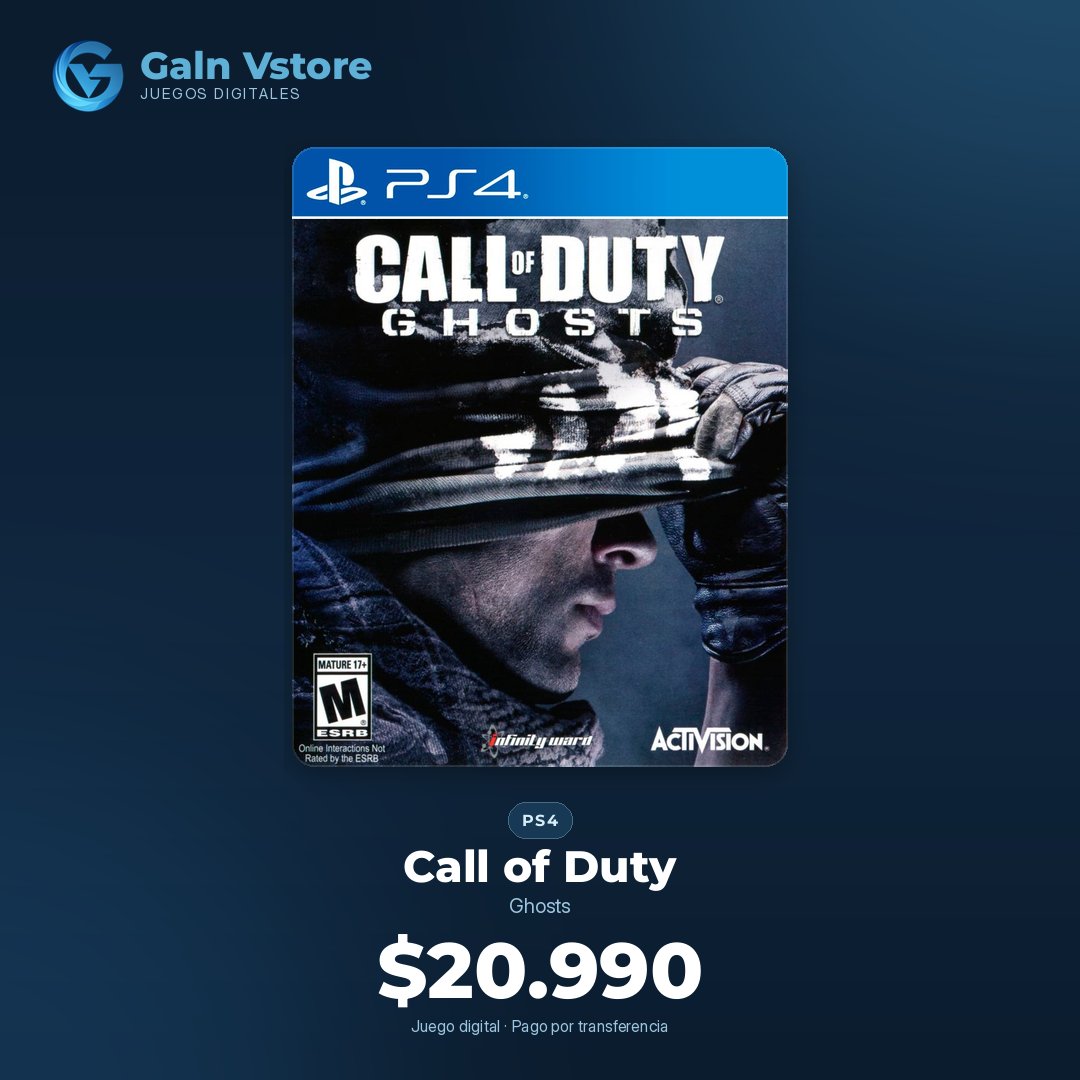 GaIn Vstore
JUEGOS DIGITALES
PS4
CALL OF DUTY
GHOSTS
MATURE 17+
M
ESRB
Online Interactions Not
Rated by the ESRB
infinity ward
ACTIVISION
PS4
Call of Duty
Ghosts
$20.990
Juego digital · Pago por transferencia